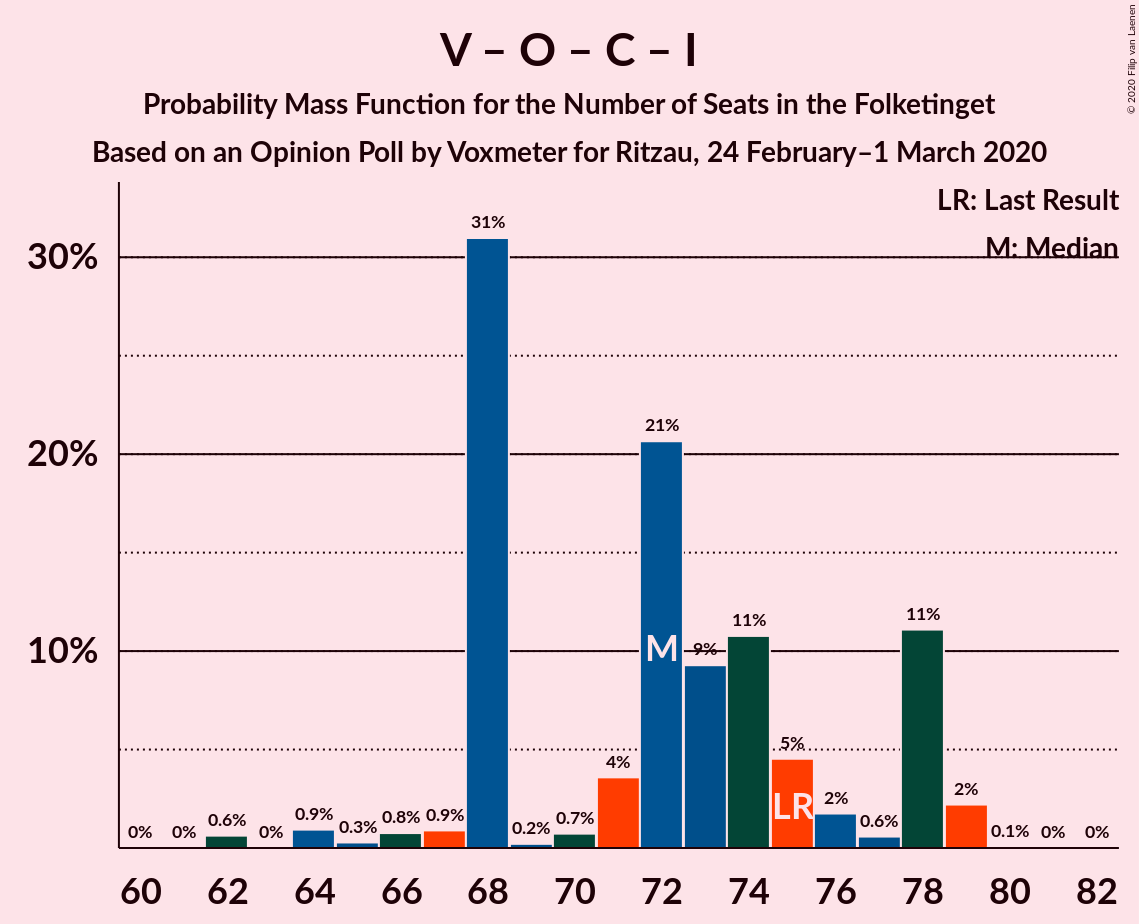 V – O – C – I
Probability Mass Function for the Number of Seats in the Folketinget
Based on an Opinion Poll by Voxmeter for Ritzau, 24 February–1 March 2020
© 2020 Filip van Laenen
LR: Last Result
M: Median
30%
20%
10%
0% 0% 0.6% 0% 0.9% 0.3% 0.8% 0.9% 31% 0.2% 0.7% 4% 21% 9% 11% 5% 2% 0.6% 11% 2% 0.1% 0% 0%
M
LR
60 62 64 66 68 70 72 74 76 78 80 82